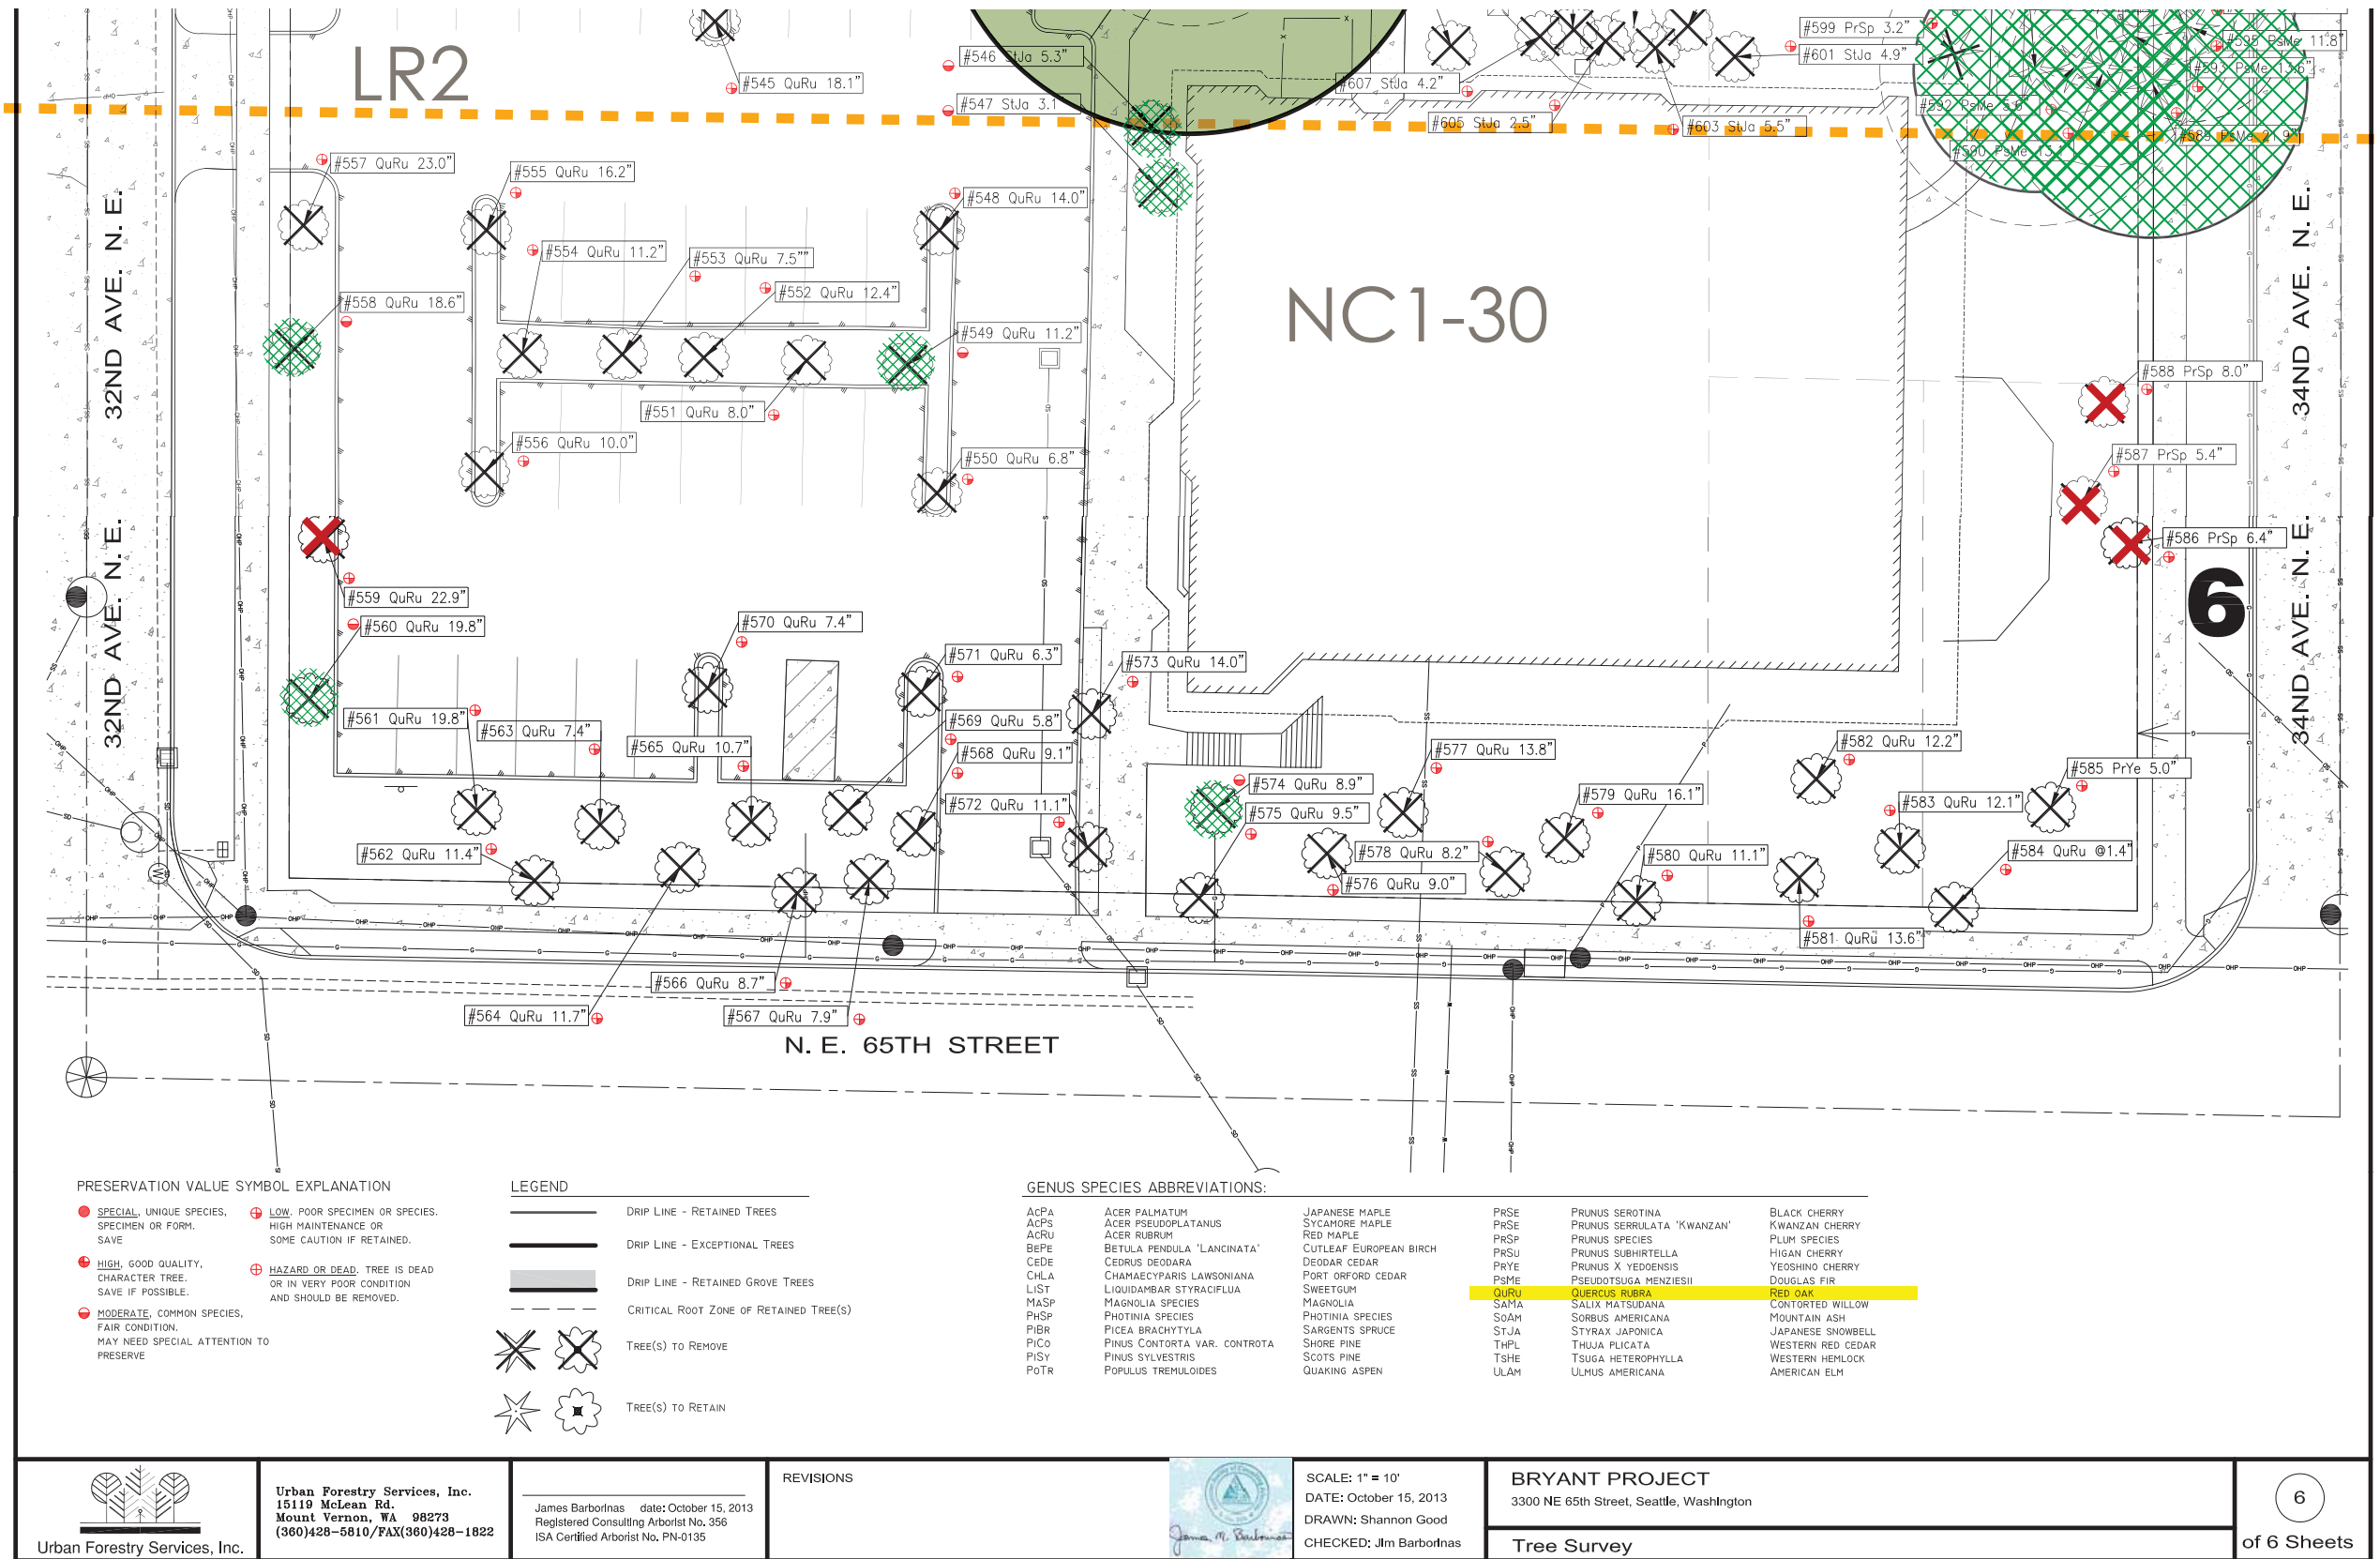 LR2
NC1-30
#545 QuRu 18.1"
#546 StJa 5.3"
#547 StJa 3.1
#607 StJa 4.2"
#605 StJa 2.5"
#603 StJa 5.5"
#599 PrSp 3.2"
#601 StJa 4.9"
#595 PsMe 11.8"
#593 PsMe 13.6"
#592 PsMe 5.6"
#589 PsMe 21.9"
#590 PsMe 13.1
#557 QuRu 23.0"
#555 QuRu 16.2"
#548 QuRu 14.0"
#554 QuRu 11.2"
#553 QuRu 7.5""
#552 QuRu 12.4"
#558 QuRu 18.6"
#549 QuRu 11.2"
#551 QuRu 8.0"
#556 QuRu 10.0"
#550 QuRu 6.8"
#588 PrSp 8.0"
#587 PrSp 5.4"
#586 PrSp 6.4"
6
#559 QuRu 22.9"
#560 QuRu 19.8"
#570 QuRu 7.4"
#571 QuRu 6.3"
#573 QuRu 14.0"
#561 QuRu 19.8"
#563 QuRu 7.4"
#565 QuRu 10.7"
#569 QuRu 5.8"
#568 QuRu 9.1"
#572 QuRu 11.1"
#574 QuRu 8.9"
#575 QuRu 9.5"
#577 QuRu 13.8"
#579 QuRu 16.1"
#582 QuRu 12.2"
#585 PrYe 5.0"
#583 QuRu 12.1"
#562 QuRu 11.4"
#578 QuRu 8.2"
#576 QuRu 9.0"
#580 QuRu 11.1"
#584 QuRu @1.4"
#581 QuRu 13.6"
#566 QuRu 8.7"
#564 QuRu 11.7"
#567 QuRu 7.9"
32ND AVE. N. E.
32ND AVE. N. E.
34ND AVE. N. E.
34ND AVE. N. E.
N. E. 65TH STREET
PRESERVATION VALUE SYMBOL EXPLANATION
SPECIAL, UNIQUE SPECIES,
SPECIMEN OR FORM.
SAVE
HIGH, GOOD QUALITY,
CHARACTER TREE.
SAVE IF POSSIBLE.
MODERATE, COMMON SPECIES,
FAIR CONDITION.
MAY NEED SPECIAL ATTENTION TO
PRESERVE
LOW. POOR SPECIMEN OR SPECIES.
HIGH MAINTENANCE OR
SOME CAUTION IF RETAINED.
HAZARD OR DEAD. TREE IS DEAD
OR IN VERY POOR CONDITION
AND SHOULD BE REMOVED.
LEGEND
DRIP LINE - RETAINED TREES
DRIP LINE - EXCEPTIONAL TREES
DRIP LINE - RETAINED GROVE TREES
CRITICAL ROOT ZONE OF RETAINED TREE(S)
TREE(S) TO REMOVE
TREE(S) TO RETAIN
GENUS SPECIES ABBREVIATIONS:
AcPa ACER PALMATUM JAPANESE MAPLE
AcPs ACER PSEUDOPLATANUS SYCAMORE MAPLE
AcRu ACER RUBRUM RED MAPLE
BePe BETULA PENDULA 'LANCINATA' CUTLEAF EUROPEAN BIRCH
CeDe CEDRUS DEODARA DEODAR CEDAR
ChLa CHAMAECYPARIS LAWSONIANA PORT ORFORD CEDAR
LiSt LIQUIDAMBAR STYRACIFLUA SWEETGUM
MaSp MAGNOLIA SPECIES MAGNOLIA
PhSp PHOTINIA SPECIES PHOTINIA SPECIES
PiBr PICEA BRACHYTYLA SARGENTS SPRUCE
PiCo PINUS CONTORTA VAR. CONTROTA SHORE PINE
PiSy PINUS SYLVESTRIS SCOTS PINE
PoTr POPULUS TREMULOIDES QUAKING ASPEN
PrSe PRUNUS SEROTINA BLACK CHERRY
PrSe PRUNUS SERRULATA 'KWANZAN' KWANZAN CHERRY
PrSp PRUNUS SPECIES PLUM SPECIES
PrSu PRUNUS SUBHIRTELLA HIGAN CHERRY
PrYe PRUNUS X YEDOENSIS YEOSHINO CHERRY
PsMe PSEUDOTSUGA MENZIESII DOUGLAS FIR
QuRu QUERCUS RUBRA RED OAK
SaMa SALIX MATSUDANA CONTORTED WILLOW
SoAm SORBUS AMERICANA MOUNTAIN ASH
StJa STYRAX JAPONICA JAPANESE SNOWBELL
ThPl THUJA PLICATA WESTERN RED CEDAR
TsHe TSUGA HETEROPHYLLA WESTERN HEMLOCK
UlAm ULMUS AMERICANA AMERICAN ELM
Urban Forestry Services, Inc.
Urban Forestry Services, Inc.
15119 McLean Rd.
Mount Vernon, WA 98273
(360)428-5810/FAX(360)428-1822
James Barborinas date: October 15, 2013
Registered Consulting Arborist No. 356
ISA Certified Arborist No. PN-0135
REVISIONS
James M. Barborinas
SCALE: 1" = 10'
DATE: October 15, 2013
DRAWN: Shannon Good
CHECKED: Jim Barborinas
BRYANT PROJECT
3300 NE 65th Street, Seattle, Washington
Tree Survey
6
of 6 Sheets